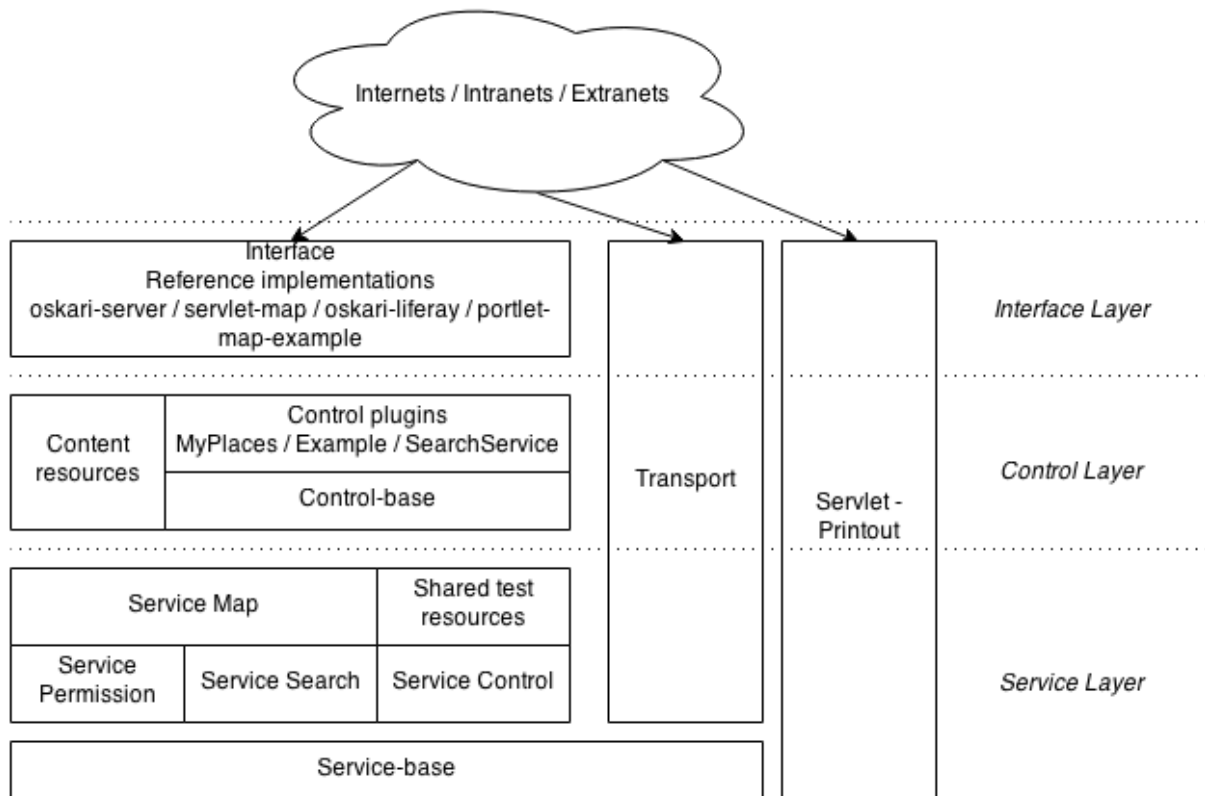 Internets / Intranets / Extranets
Interface
Reference implementations
oskari-server / servlet-map / oskari-liferay / portlet-
map-example
Interface Layer
Content
resources
Control plugins
MyPlaces / Example / SearchService
Control-base
Transport
Servlet -
Printout
Control Layer
Service Map
Shared test
resources
Service
Permission
Service Search
Service Control
Service Layer
Service-base